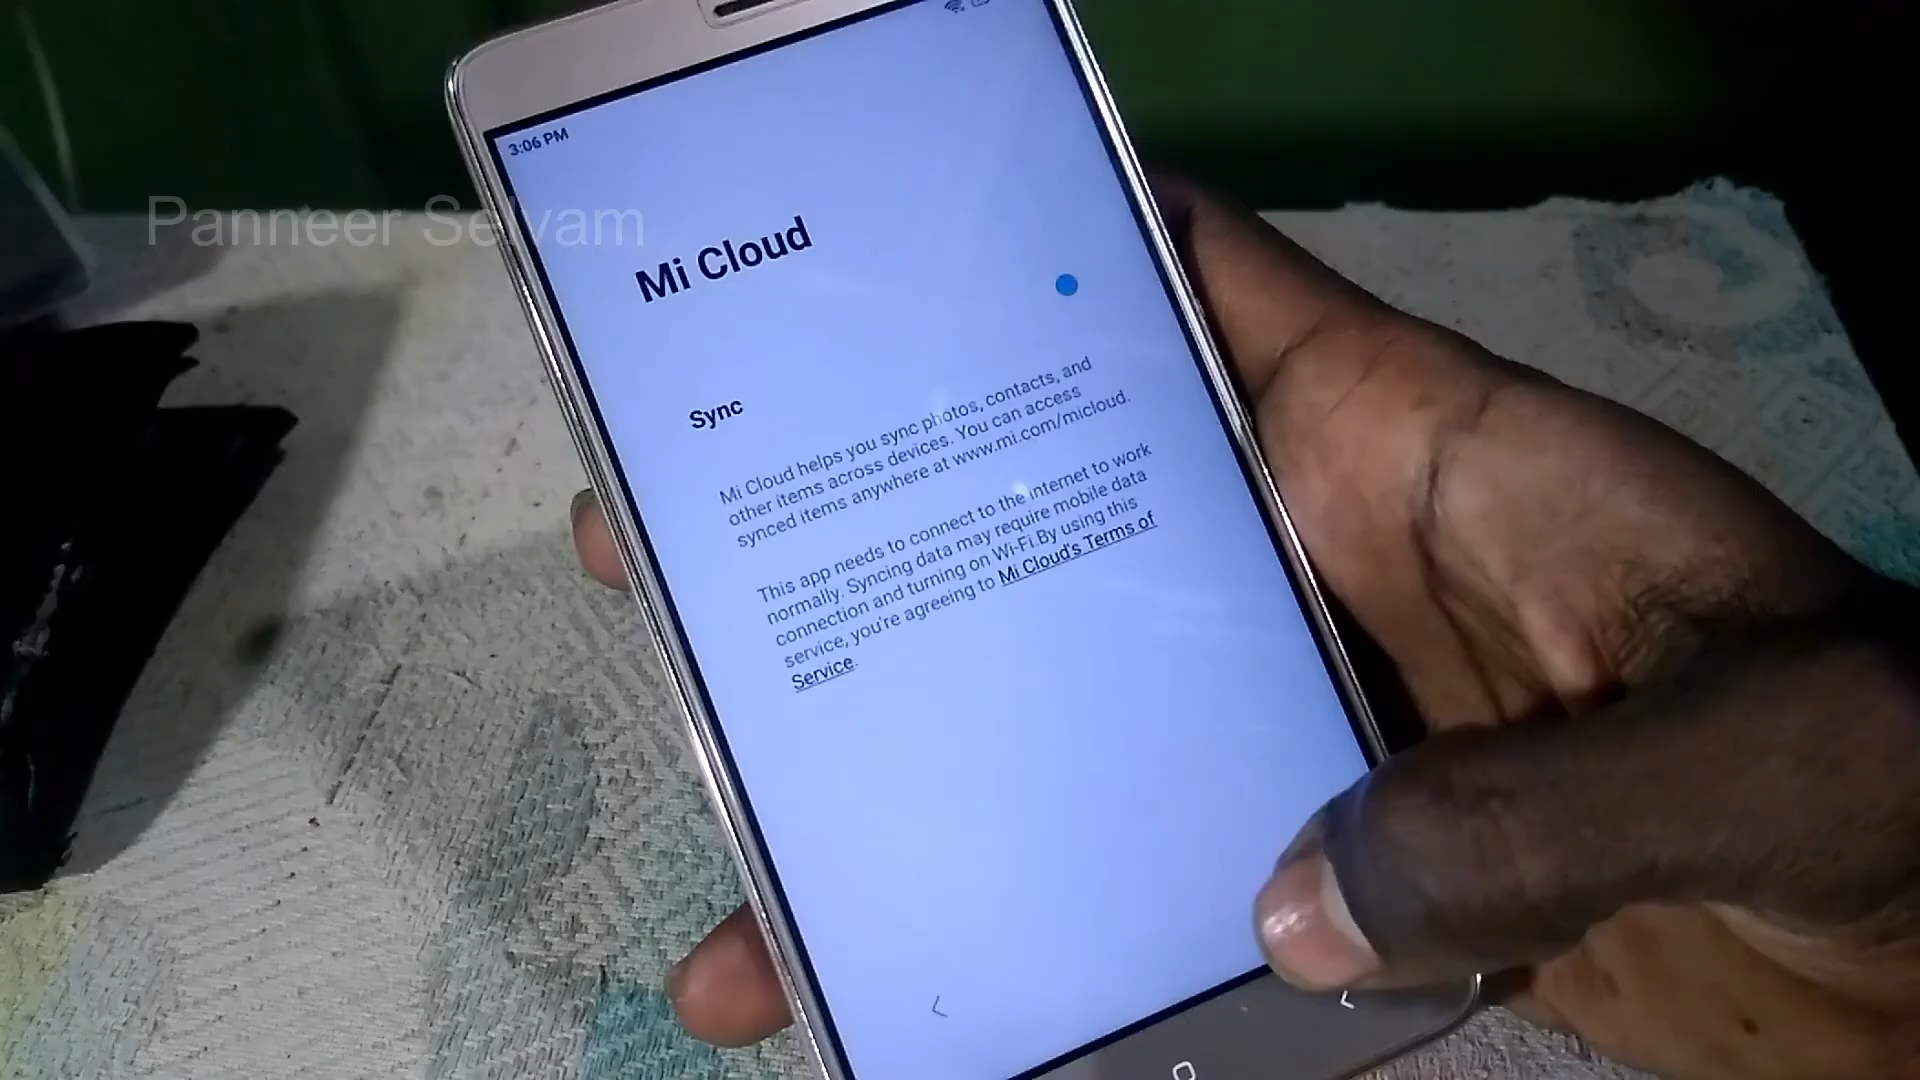 3:06 PM
Panneer Selvam
Mi Cloud
Sync
Mi Cloud helps you sync photos, contacts, and
other items across devices. You can access
synced items anywhere at www.mi.com/micloud.
This app needs to connect to the internet to work
normally. Syncing data may require mobile data
connection and turning on Wi-Fi.By using this
service, you're agreeing to Mi Cloud's Terms of
Service.